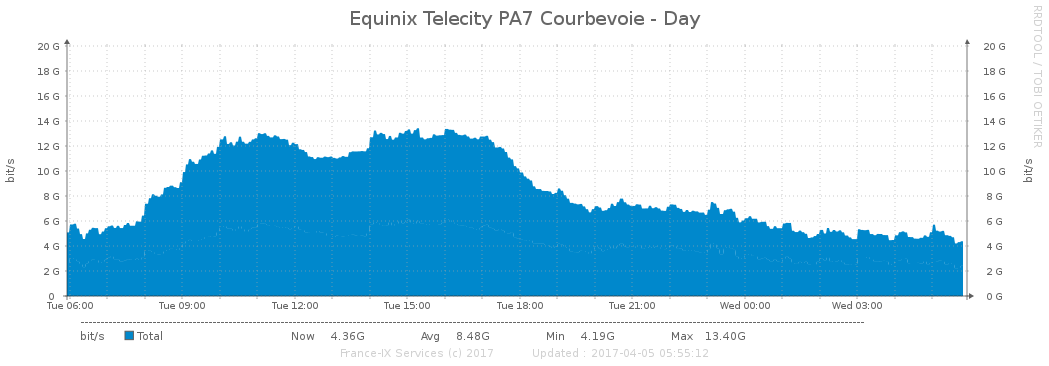 Equinix Telecity PA7 Courbevoie - Day
RRDTOOL / TOBI OETIKER
bit/s
bit/s
20 G 20 G
18 G 18 G
16 G 16 G
14 G 14 G
12 G 12 G
10 G 10 G
8 G 8 G
6 G 6 G
4 G 4 G
2 G 2 G
0 0 G
Tue 06:00 Tue 09:00 Tue 12:00 Tue 15:00 Tue 18:00 Tue 21:00 Wed 00:00 Wed 03:00
bit/s Total Now 4.36G Avg 8.48G Min 4.19G Max 13.40G
France-IX Services (c) 2017 Updated : 2017-04-05 05:55:12